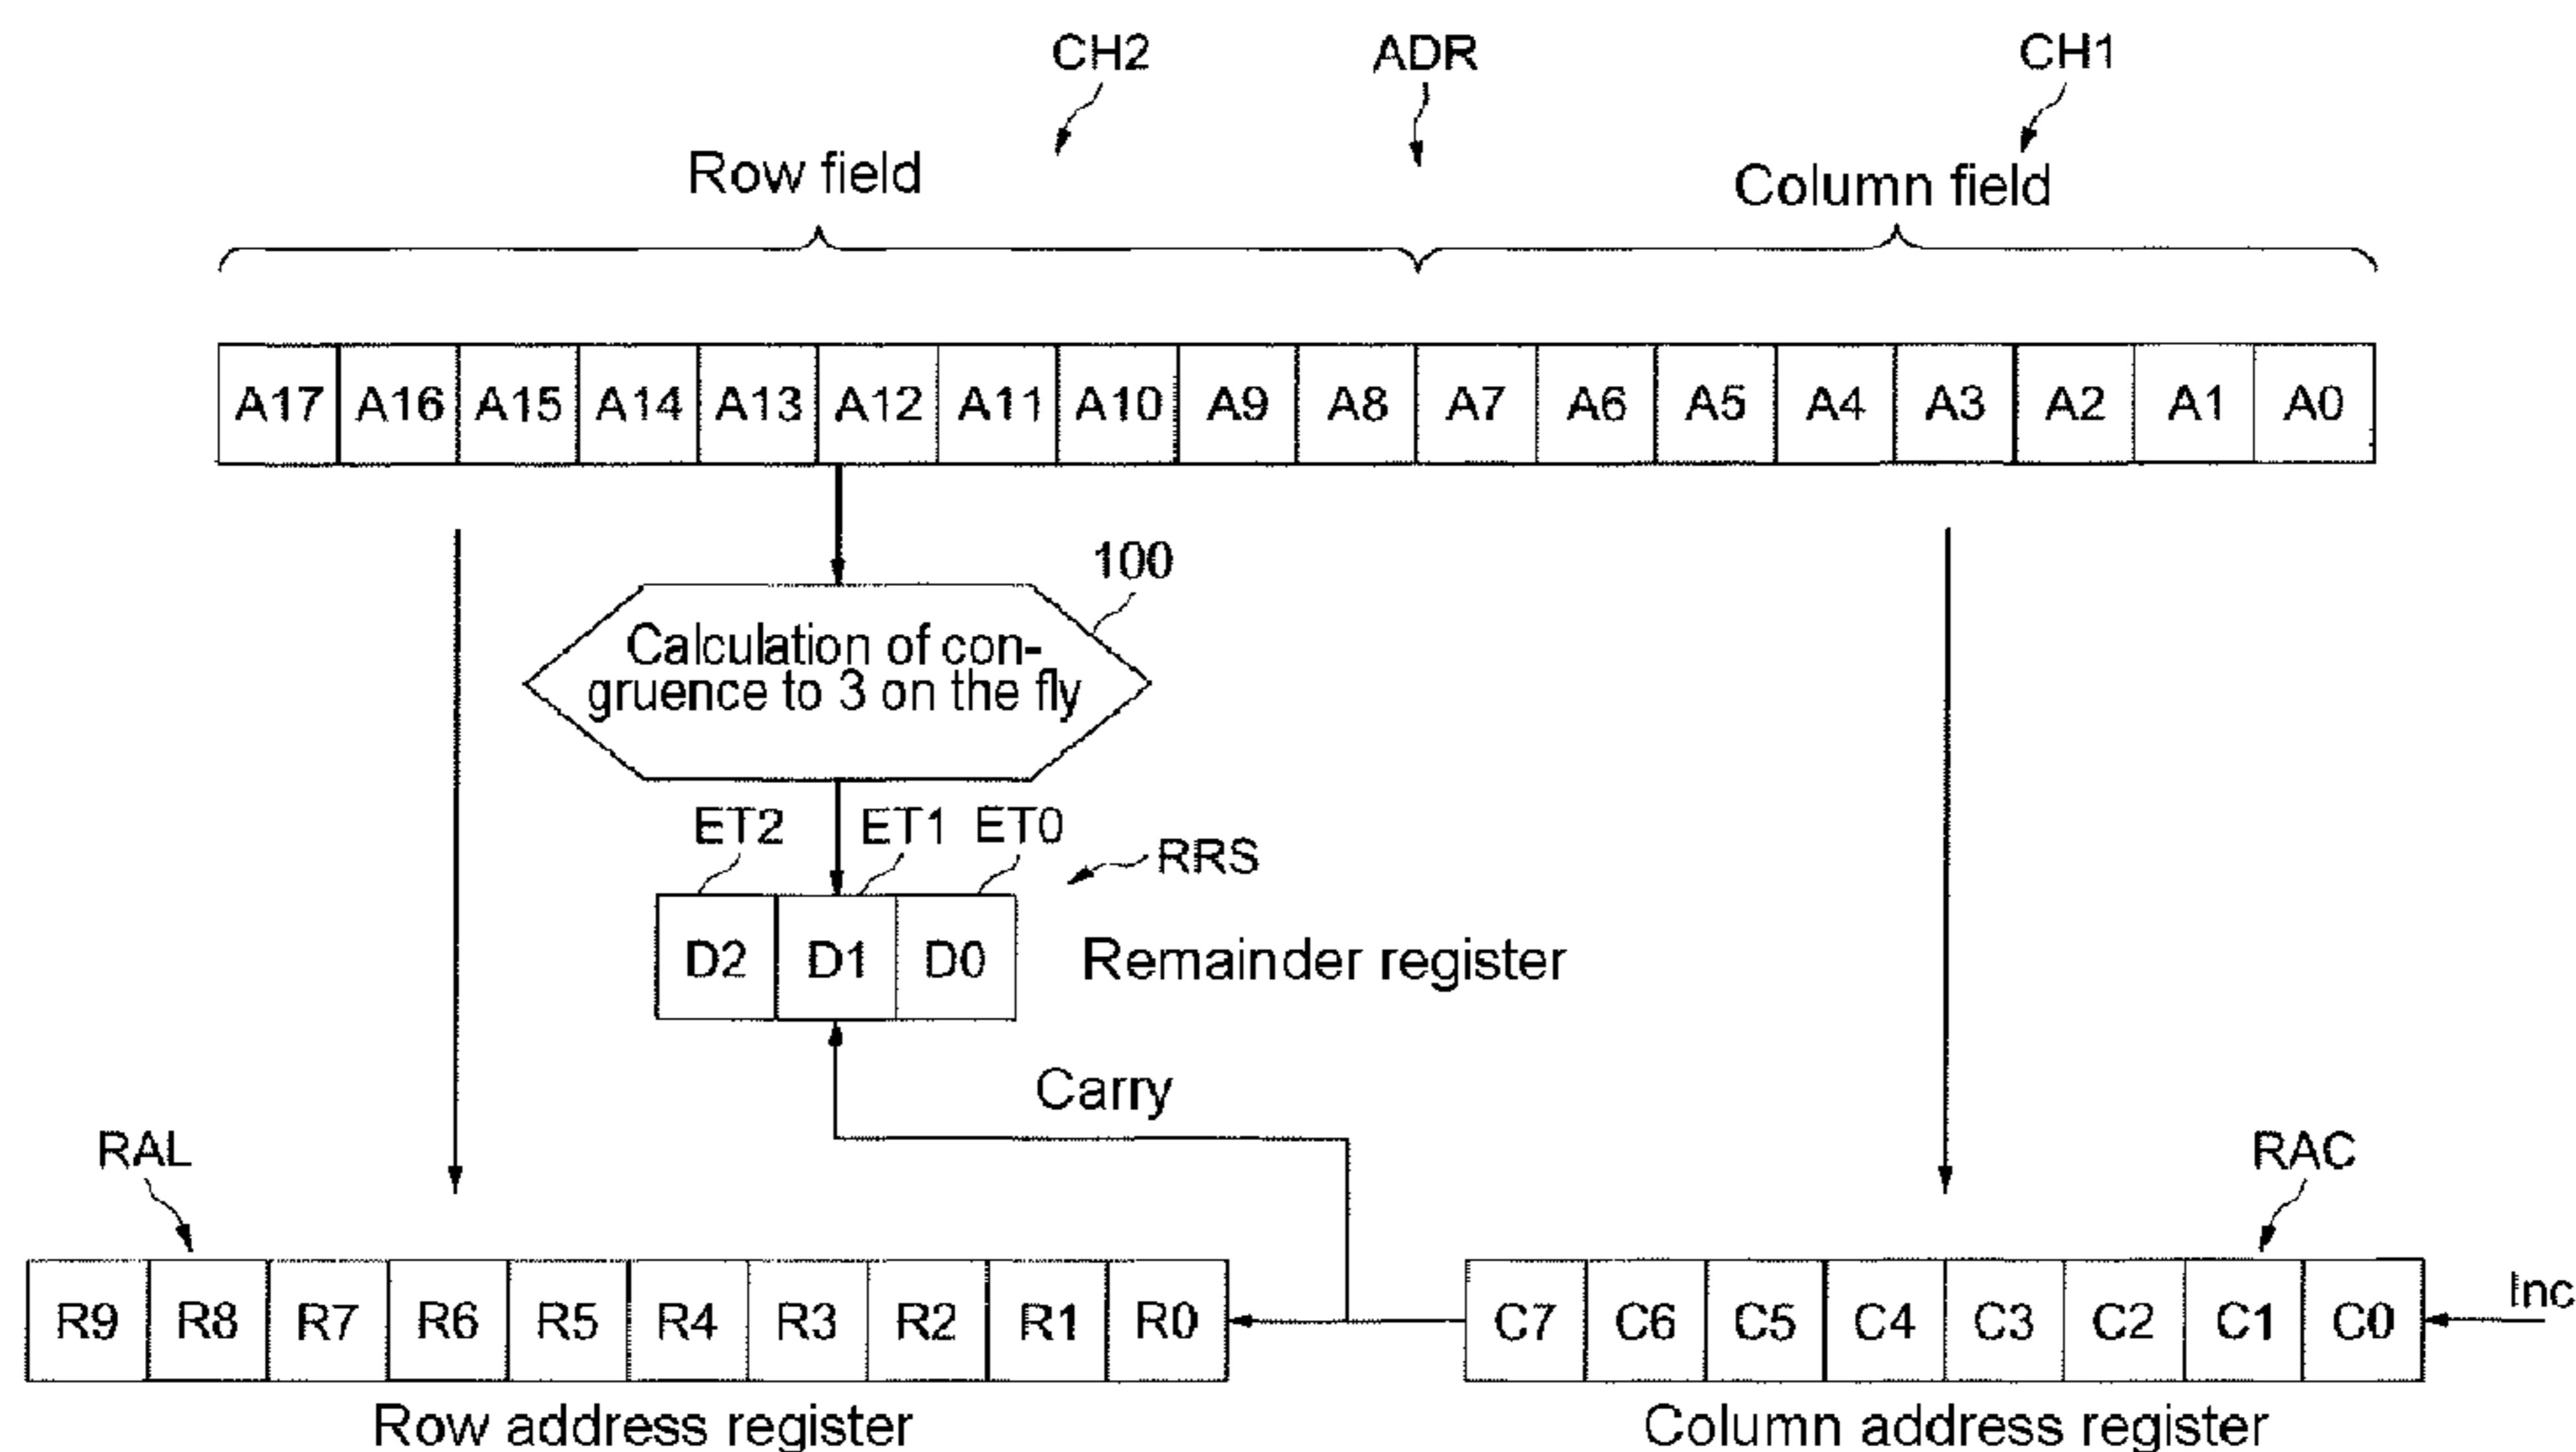 CH2 ADR CH1
Row field
Column field
A17 A16 A15 A14 A13 A12 A11 A10 A9 A8 A7 A6 A5 A4 A3 A2 A1 A0
100
Calculation of con-
gruence to 3 on the fly
ET2 ET1 ET0
RRS
D2 D1 D0
Remainder register
Carry
RAL
RAC
R9 R8 R7 R6 R5 R4 R3 R2 R1 R0
C7 C6 C5 C4 C3 C2 C1 C0
Inc
Row address register
Column address register